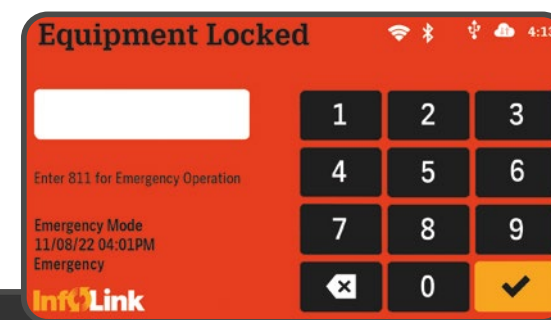 Equipment Locked
4:13
1 2 3
Enter 811 for Emergency Operation
4 5 6
Emergency Mode
11/08/22 04:01PM
Emergency
7 8 9
0
InfoLink